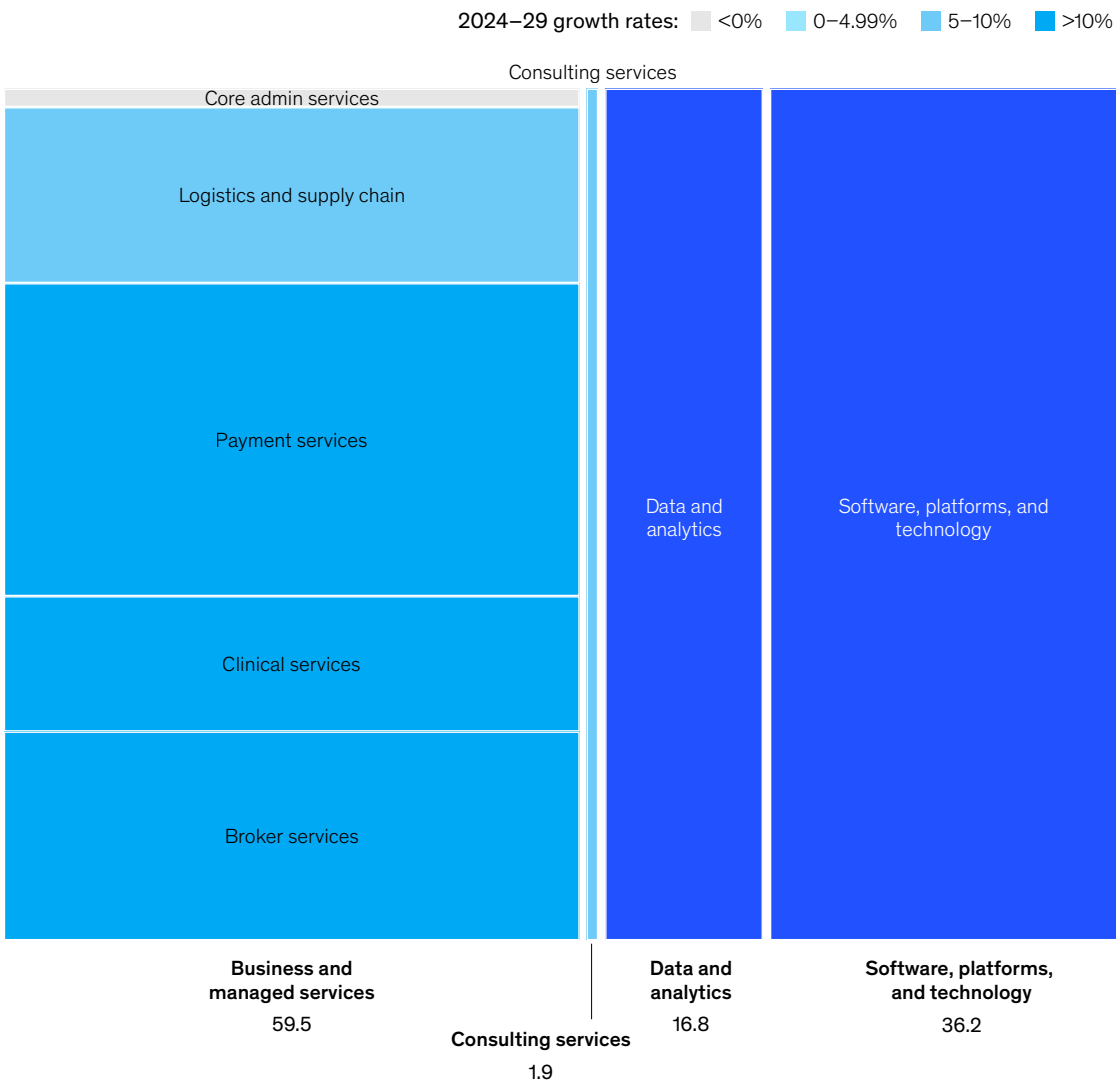 2024–29 growth rates: <0% 0–4.99% 5–10% >10%
Consulting services
Core admin services
Logistics and supply chain
Payment services
Clinical services
Broker services
Data and
analytics
Software, platforms, and
technology
Business and
managed services
59.5
Consulting services
1.9
Data and
analytics
16.8
Software, platforms,
and technology
36.2